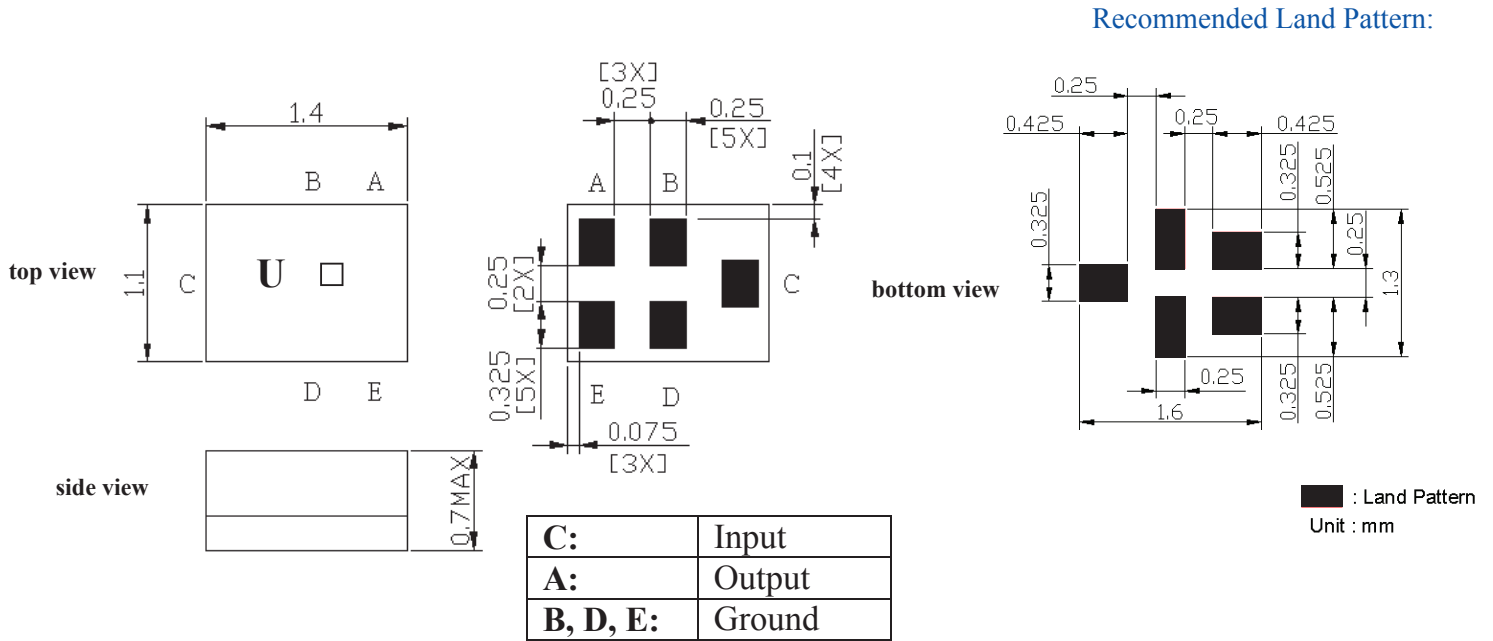 Recommended Land Pattern:
top view
1.4
B A
C
1.1
U
D E
side view
0.7MAX
[3X]
0.25
0.25
[5X]
0.1
[4X]
A B
C
0.25
[2X]
0.325
[5X]
E D
0.075
[3X]
bottom view
0.25
0.425
0.25
0.425
0.325
0.325
0.525
0.25
1.3
0.25
1.6
0.325
0.525
: Land Pattern
Unit : mm
C: Input
A: Output
B, D, E: Ground